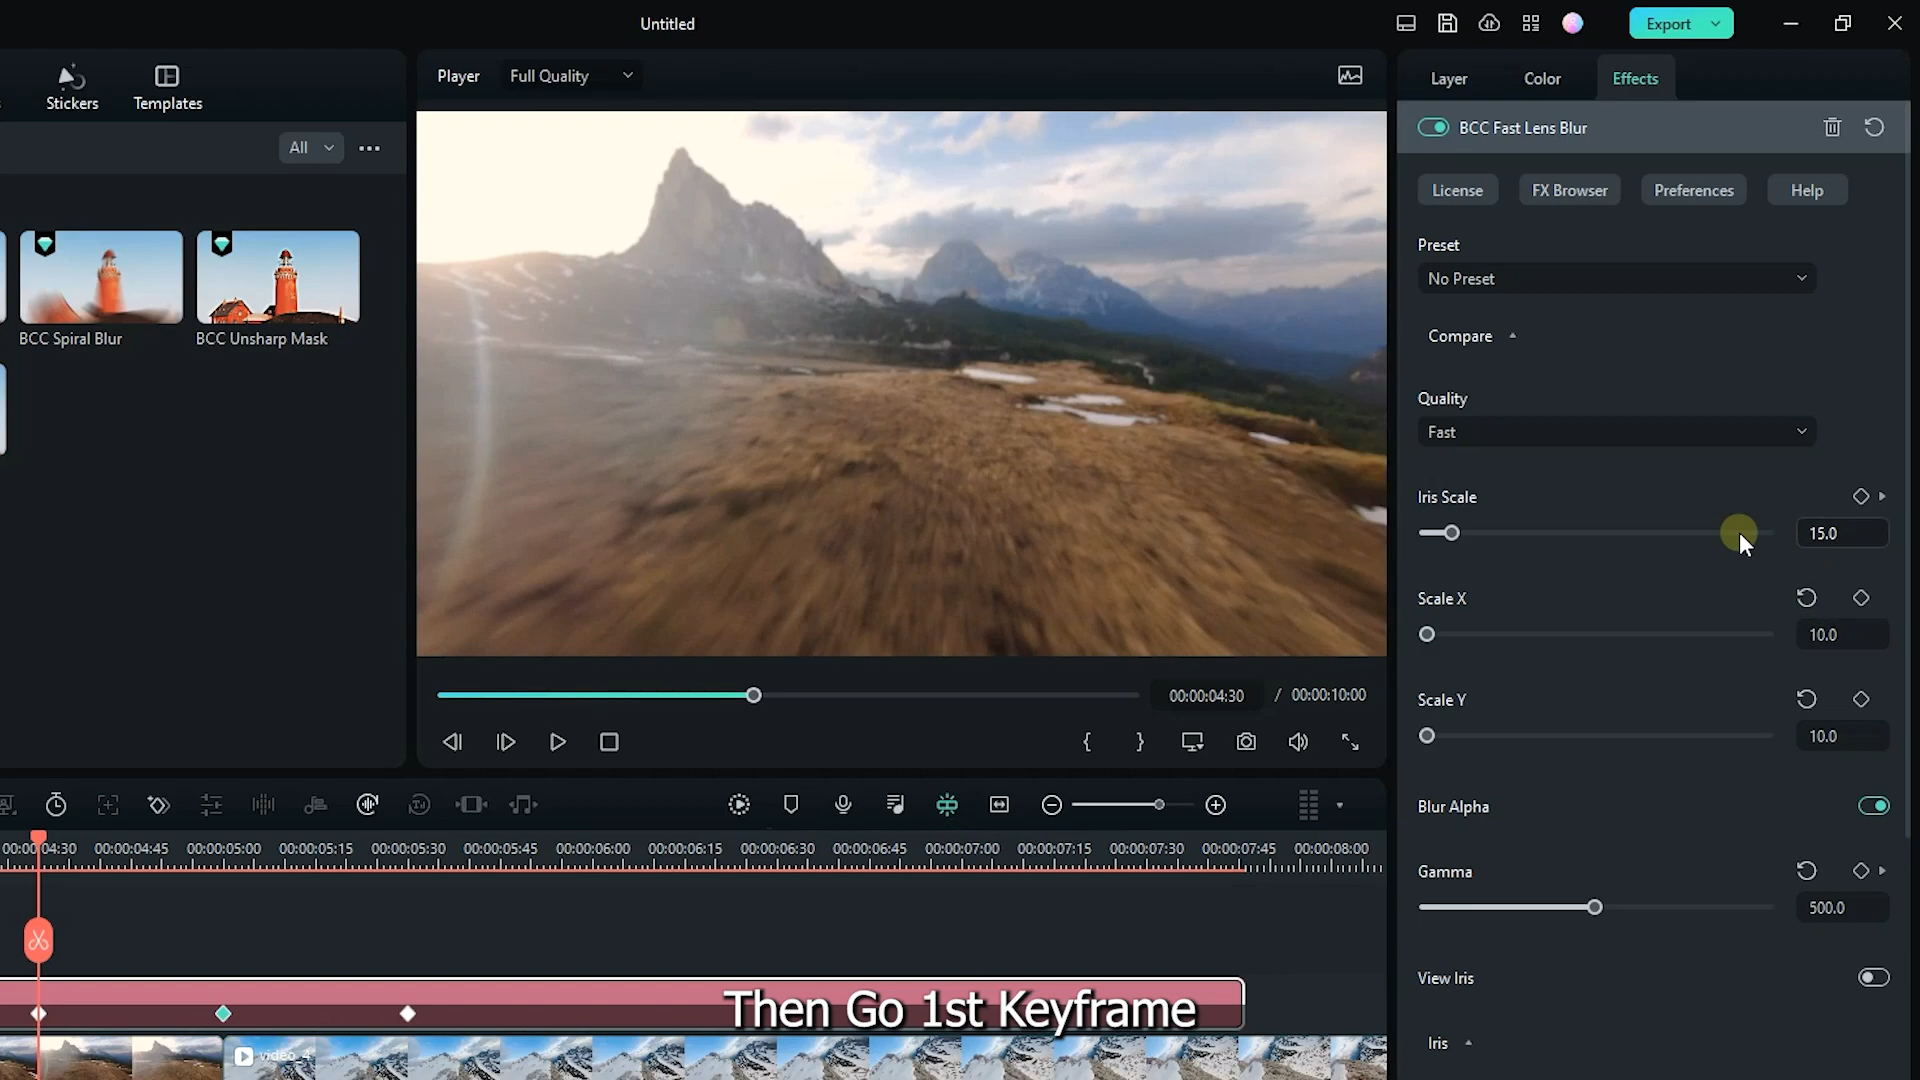 Untitled
Export
Stickers
Templates
Player
Full Quality
Layer
Color
Effects
BCC Fast Lens Blur
All
License
FX Browser
Preferences
Help
Preset
No Preset
BCC Spiral Blur
BCC Unsharp Mask
Compare
Quality
Fast
Iris Scale
15.0
Scale X
10.0
00:00:04:30 / 00:00:10:00
Scale Y
10.0
Blur Alpha
00:00:04:30 00:00:04:45 00:00:05:00 00:00:05:15 00:00:05:30 00:00:05:45 00:00:06:00 00:00:06:15 00:00:06:30 00:00:06:45 00:00:07:00 00:00:07:15 00:00:07:30 00:00:07:45 00:00:08:00
Gamma
500.0
View Iris
Then Go 1st Keyframe
Iris
video_4